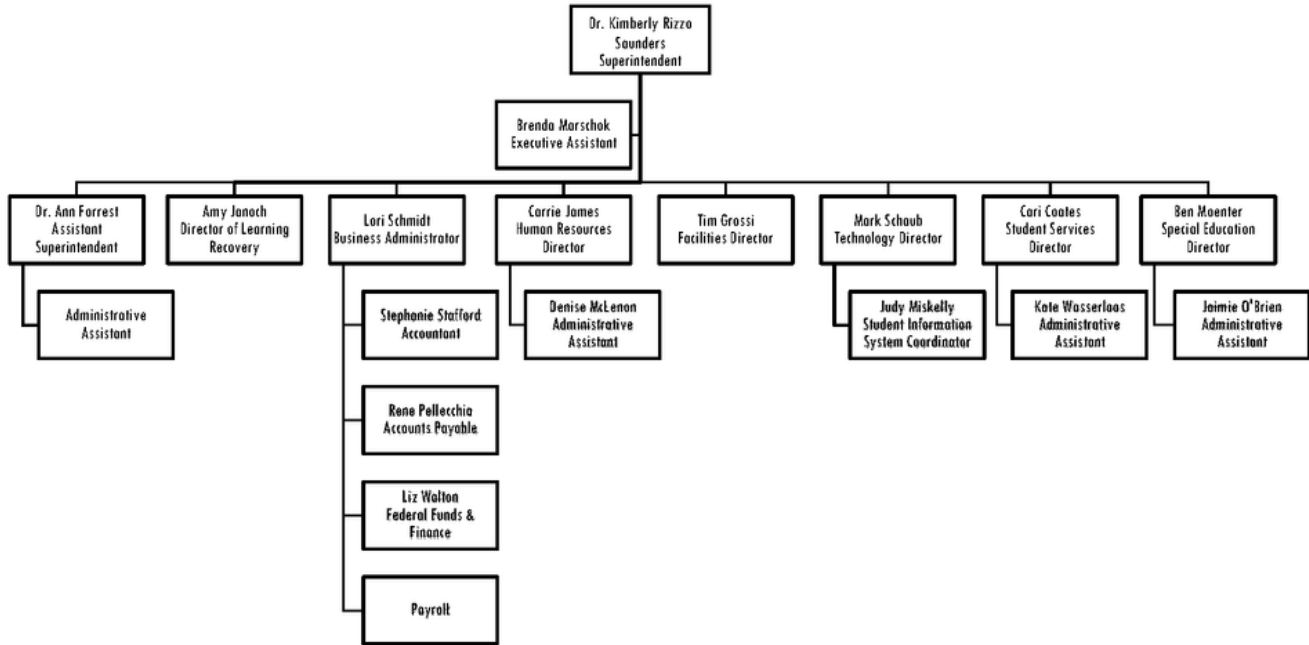 Dr. Kimberly Rizzo
Saunders
Superintendent
Brenda Marschok
Executive Assistant
Dr. Ann Forrest
Assistant
Superintendent
Amy Janoch
Director of Learning
Recovery
Lori Schmidt
Business Administrator
Carrie James
Human Resources
Director
Tim Grossi
Facilities Director
Mark Schaub
Technology Director
Cari Coates
Student Services
Director
Ben Moenter
Special Education
Director
Administrative
Assistant
Stephanie Stafford
Accountant
Denise McLenon
Administrative
Assistant
Judy Miskelly
Student Information
System Coordinator
Kate Wasserloos
Administrative
Assistant
Jaimie O'Brien
Administrative
Assistant
Rene Pellecchia
Accounts Payable
Liz Walton
Federal Funds &
Finance
Payroll